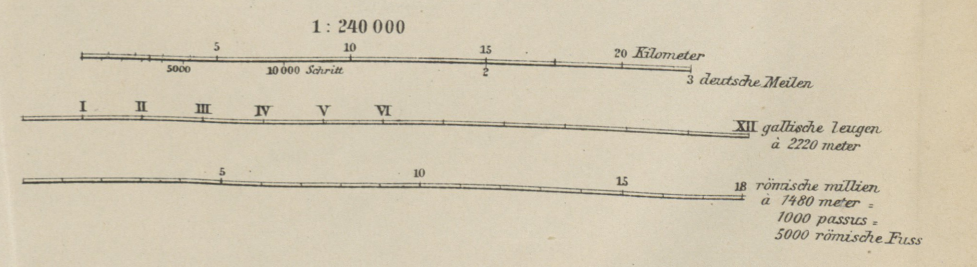 1 : 240 000
5 10 15 20 Kilometer
5000 10 000 Schritt 2 3 deutsche Meilen
I II III IV V VI XII gallische leugen
à 2220 meter
5 10 15 18 römische millien
à 1480 meter =
1000 passus =
5000 römische Fuss